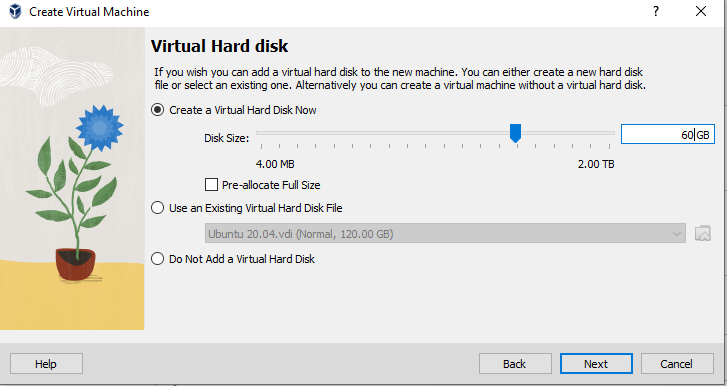 Create Virtual Machine
? ×
Virtual Hard disk
If you wish you can add a virtual hard disk to the new machine. You can either create a new hard disk
file or select an existing one. Alternatively you can create a virtual machine without a virtual hard disk.
Create a Virtual Hard Disk Now
Disk Size:
60 GB
4.00 MB
2.00 TB
Pre-allocate Full Size
Use an Existing Virtual Hard Disk File
Ubuntu 20.04.vdi (Normal, 120.00 GB)
Do Not Add a Virtual Hard Disk
Help
Back
Next
Cancel